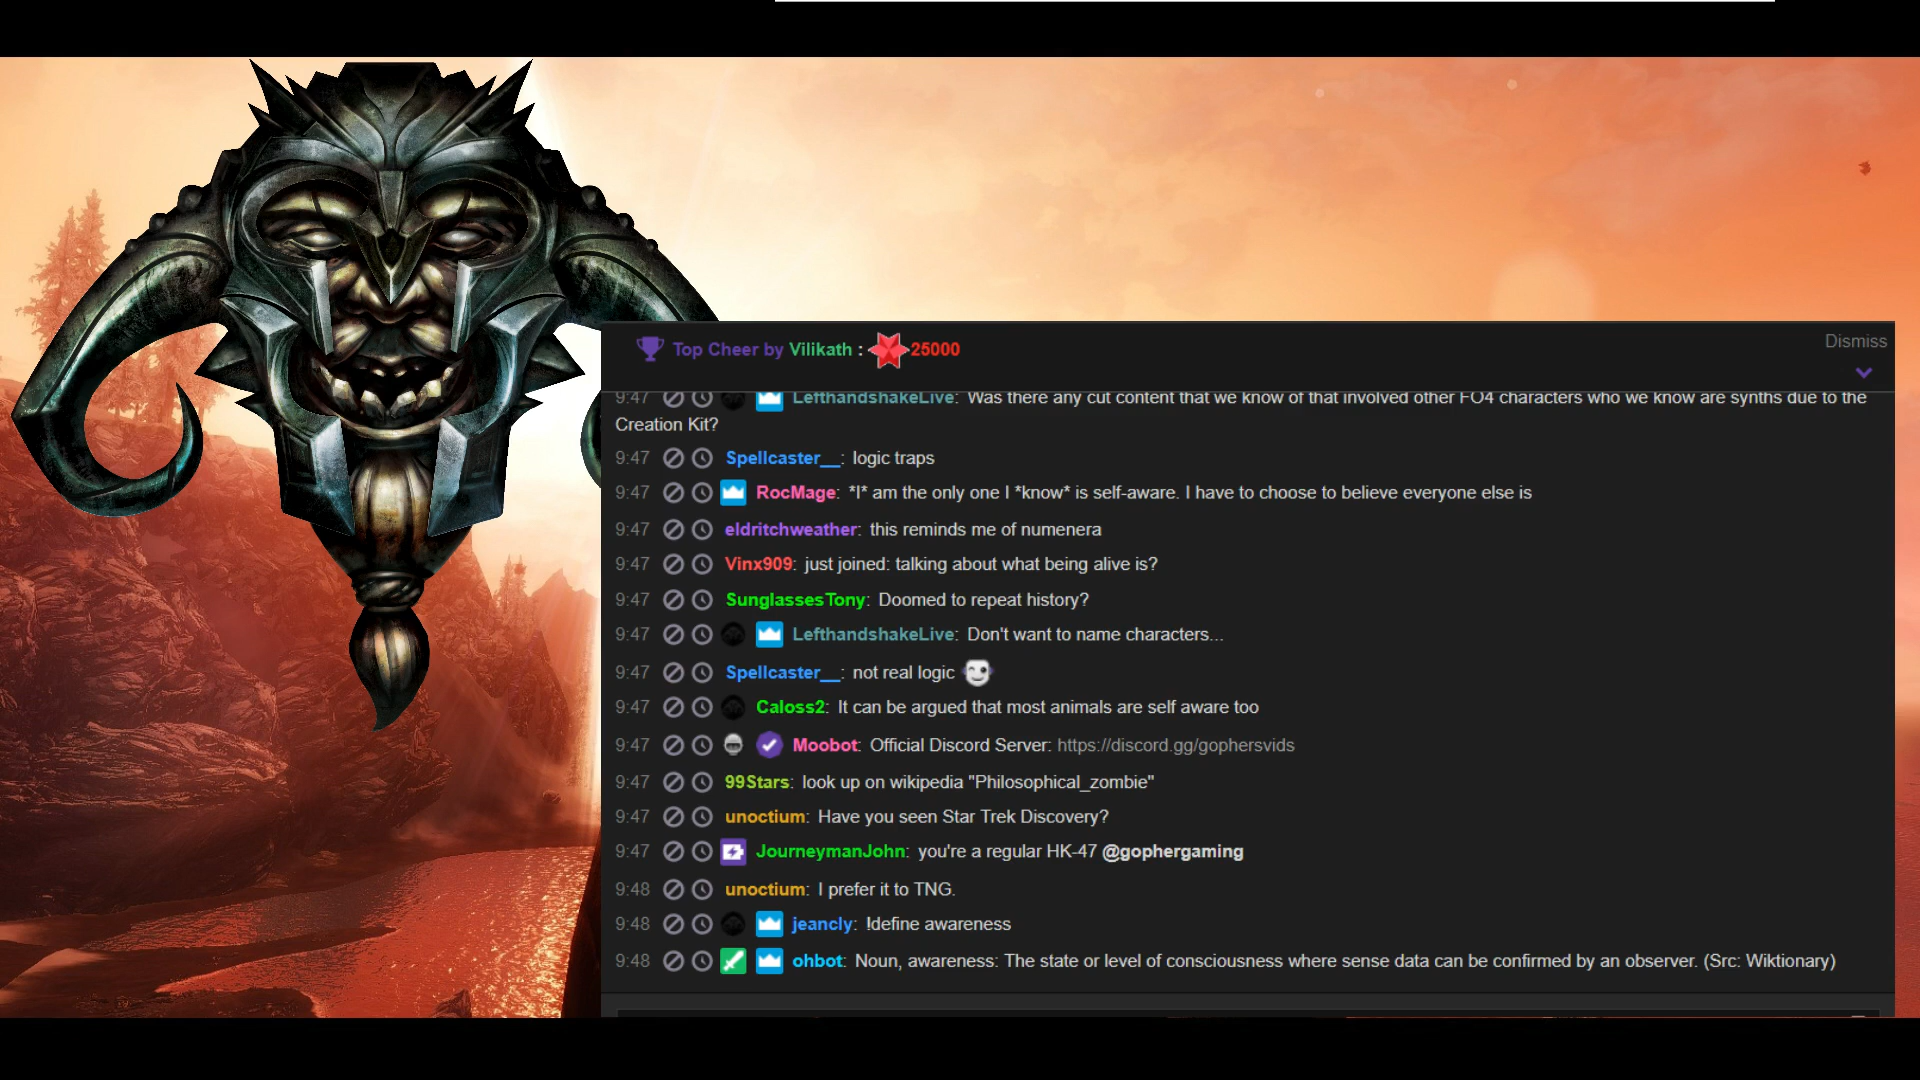 Top Cheer by Vilikath : 25000
Dismiss
9:47 LefthandshakeLive: Was there any cut content that we know of that involved other FO4 characters who we know are synths due to the
Creation Kit?
9:47 Spellcaster__: logic traps
9:47 RocMage: *I* am the only one I *know* is self-aware. I have to choose to believe everyone else is
9:47 eldritchweather: this reminds me of numenera
9:47 Vinx909: just joined: talking about what being alive is?
9:47 SunglassesTony: Doomed to repeat history?
9:47 LefthandshakeLive: Don't want to name characters...
9:47 Spellcaster__: not real logic
9:47 Caloss2: It can be argued that most animals are self aware too
9:47 Moobot: Official Discord Server: https://discord.gg/gophersvids
9:47 99Stars: look up on wikipedia "Philosophical_zombie"
9:47 unoctium: Have you seen Star Trek Discovery?
9:47 JourneymanJohn: you're a regular HK-47 @gophergaming
9:48 unoctium: I prefer it to TNG.
9:48 jeancly: !define awareness
9:48 ohbot: Noun, awareness: The state or level of consciousness where sense data can be confirmed by an observer. (Src: Wiktionary)